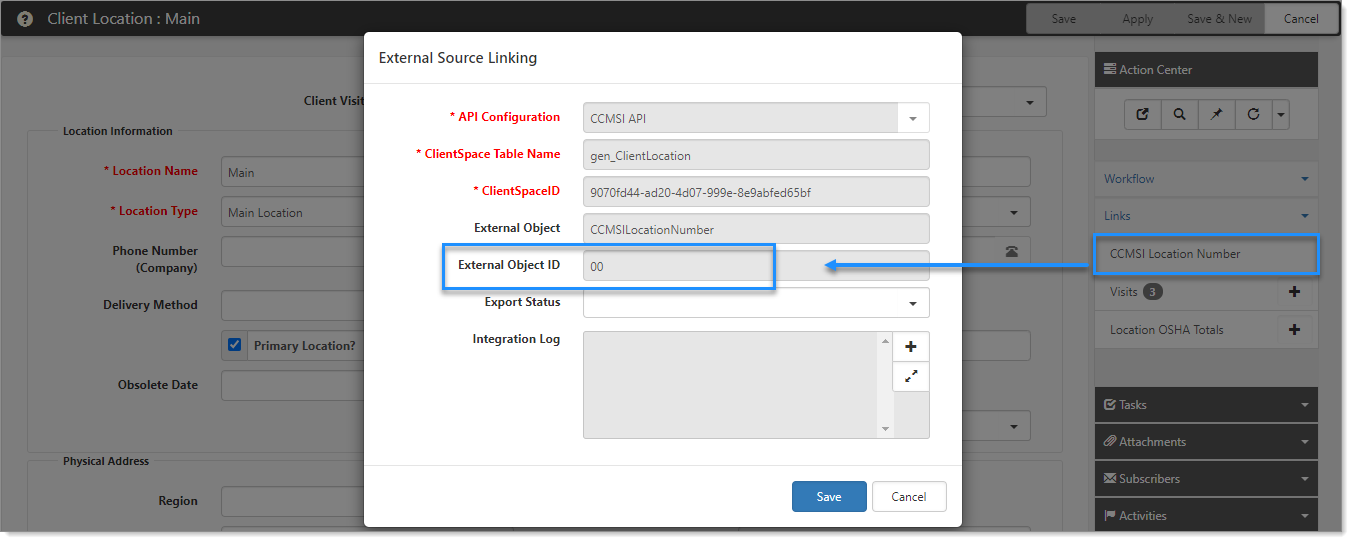 ? Client Location : Main
Save Apply Save & New Cancel
External Source Linking
Client Visit
Location Information
* Location Name Main
* Location Type Main Location
Phone Number
(Company)
Delivery Method
Primary Location?
Obsolete Date
Physical Address
Region
* API Configuration CCMSI API
* ClientSpace Table Name gen_ClientLocation
* ClientSpaceID 9070fd44-ad20-4d07-999e-8e9abfed65bf
External Object CCMSILocationNumber
External Object ID 00
Export Status
Integration Log
Save Cancel
Action Center
Workflow
Links
CCMSI Location Number
Visits 3
Location OSHA Totals
Tasks
Attachments
Subscribers
Activities